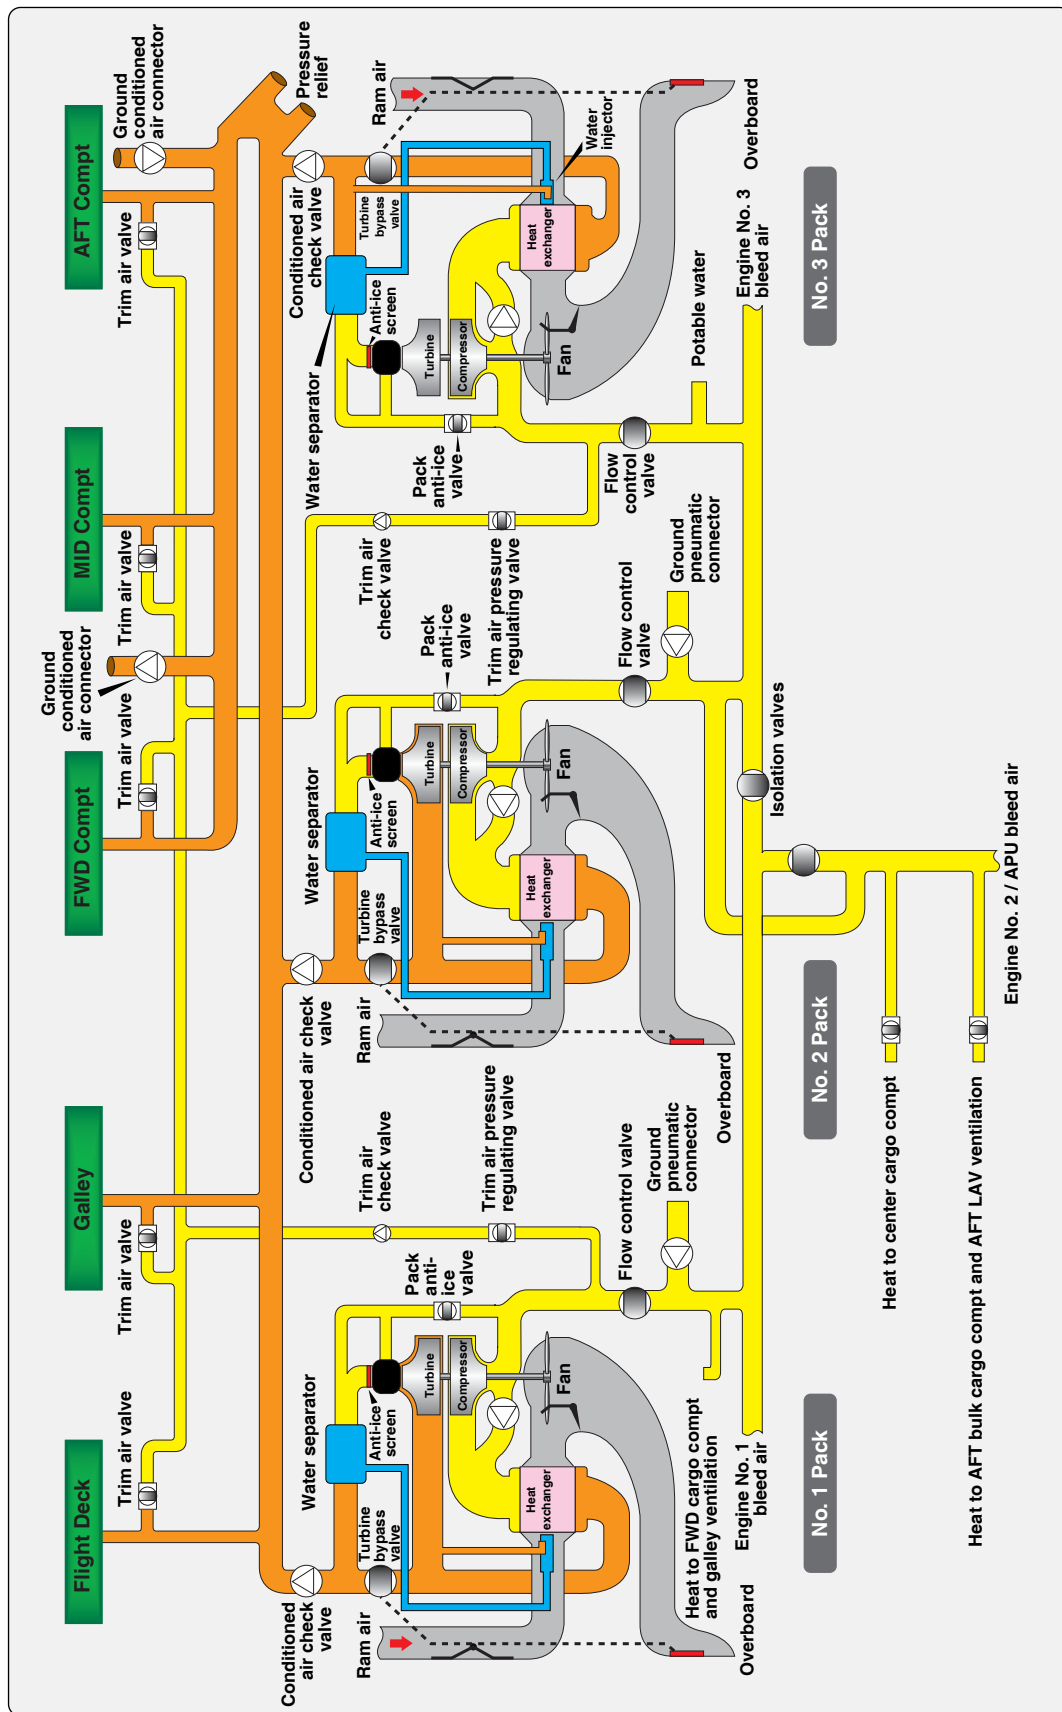 Flight Deck
Galley
FWD Compt
MID Compt
AFT Compt
Trim air valve
Trim air valve
Trim air valve
Ground
conditioned
air connector
Trim air valve
Trim air valve
Ground
conditioned
air connector
Pressure
relief
Conditioned
air check
valve
Water separator
Anti-ice
screen
Turbine
bypass
valve
Ram air
Turbine
Compressor
Pack
anti-
ice
valve
Trim air
check valve
Trim air pressure
regulating valve
Heat
exchanger
Fan
Flow control valve
Ground
pneumatic
connector
Heat to FWD cargo compt
and galley ventilation
Overboard
Engine No. 1
bleed air
No. 1 Pack
Conditioned air check
valve
Water separator
Anti-ice
screen
Turbine
bypass
valve
Ram air
Turbine
Compressor
Pack
anti-ice
valve
Trim air
check valve
Trim air pressure
regulating valve
Heat
exchanger
Fan
Flow control
valve
Ground
pneumatic
connector
Overboard
Isolation valves
No. 2 Pack
Conditioned air
check valve
Water separator
Anti-ice
screen
Turbine
bypass
valve
Ram air
Turbine
Compressor
Pack
anti-ice
valve
Heat
exchanger
Water
injector
Fan
Flow
control
valve
Potable water
Overboard
Engine No. 3
bleed air
No. 3 Pack
Heat to center cargo compt
Heat to AFT bulk cargo compt and AFT LAV ventilation
Engine No. 2 / APU bleed air